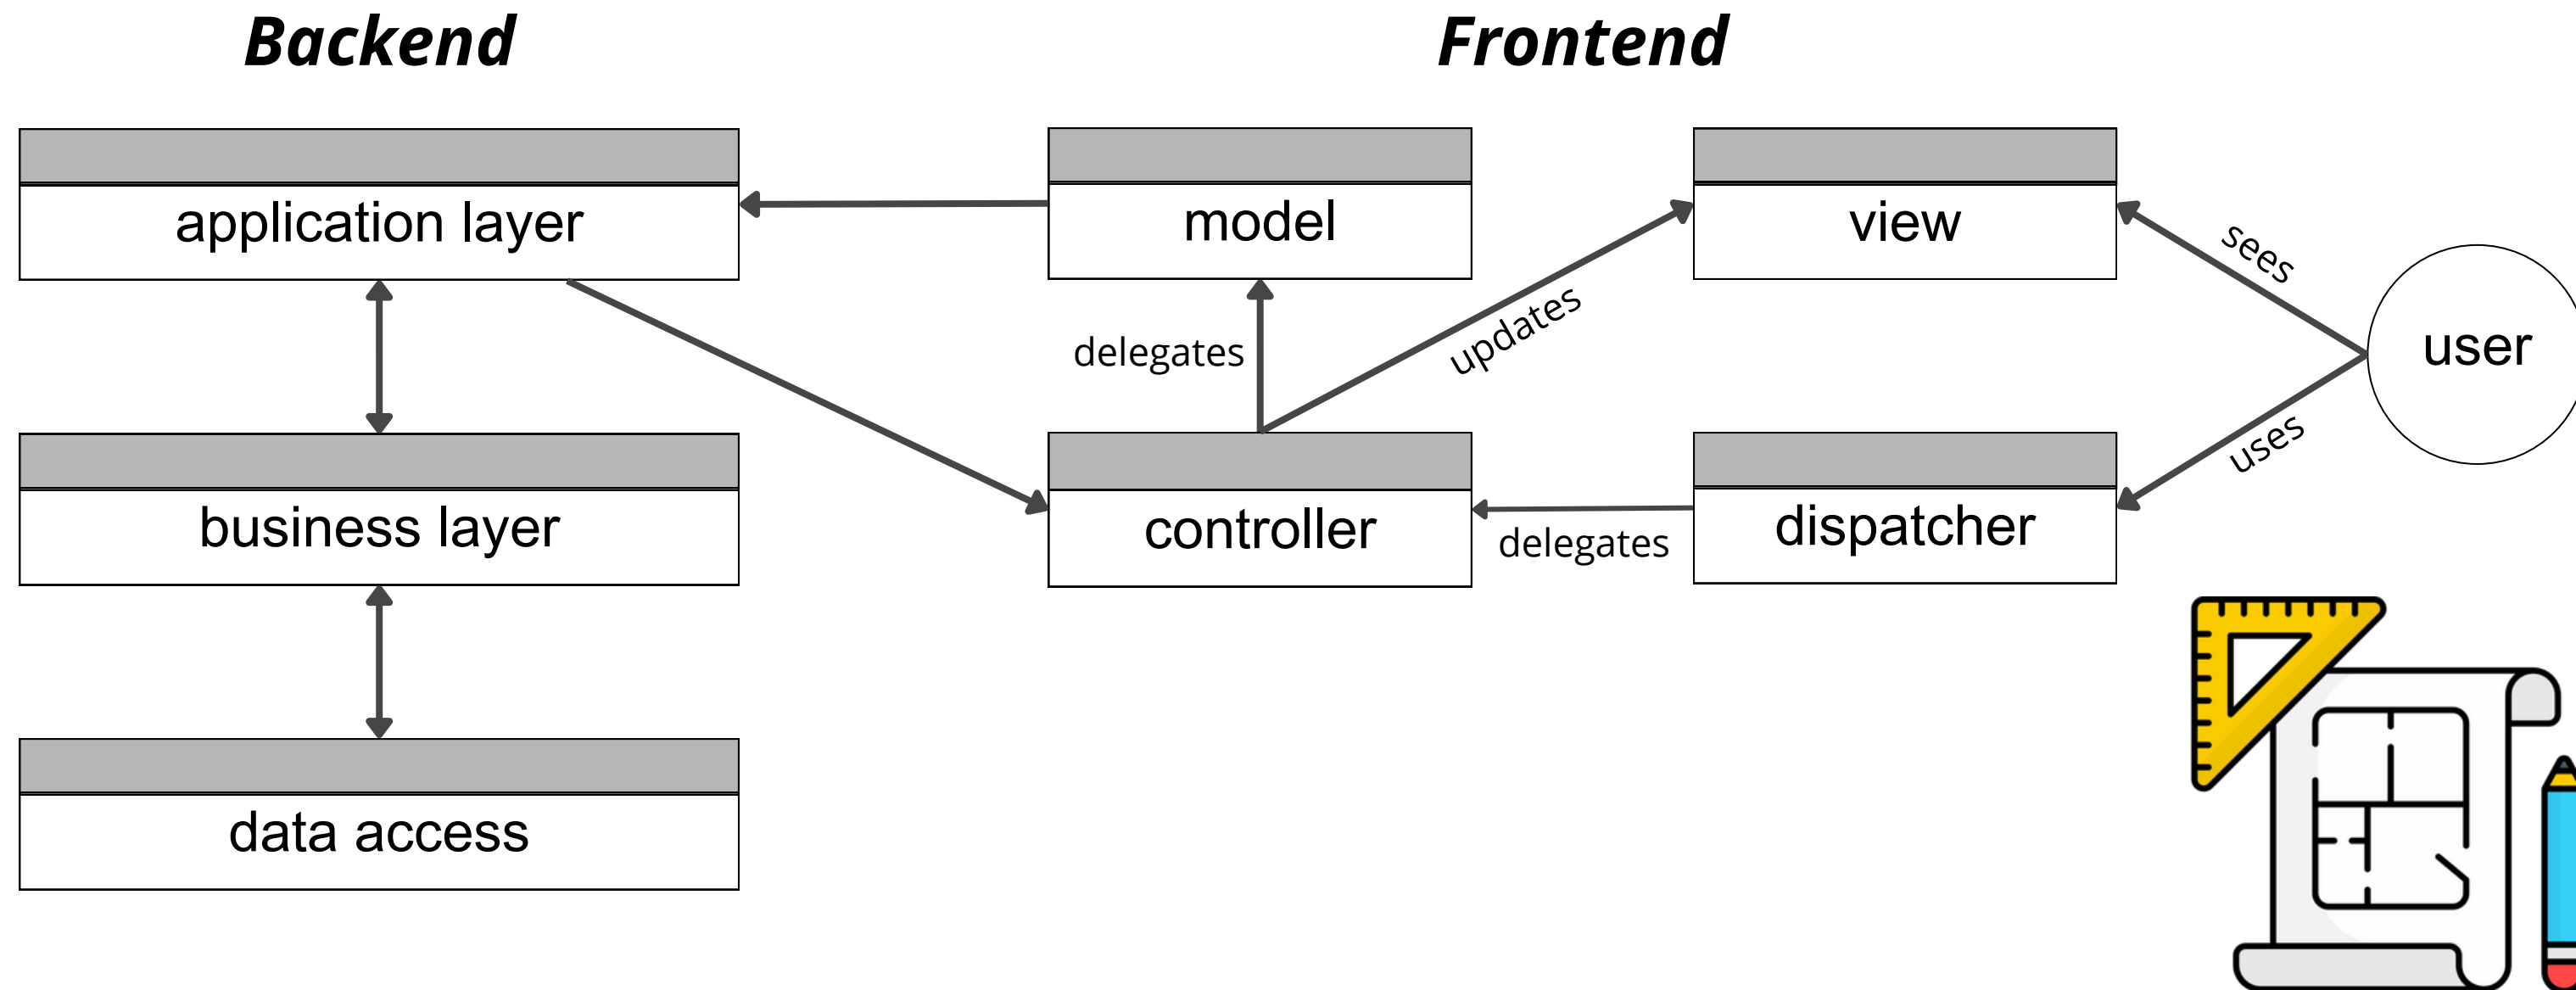 Backend
Frontend
application layer
model
view
sees
user
delegates
updates
uses
business layer
controller
delegates
dispatcher
data access